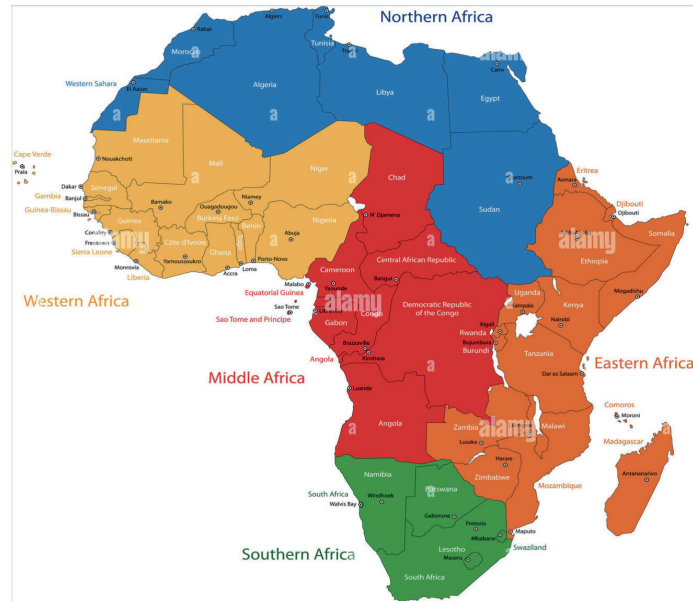 Northern Africa
Algiers
Tunis
Rabat
Tunisia
Morocco
alamy
Cairo
Western Sahara
El Aaiun
Algeria
Libya
Egypt
a
a
a
a
Mauritania
Cape Verde
Praia
Nouakchott
Mali
Niger
Chad
Khartoum
Eritrea
Asmara
Sudan
Dakar
Senegal
Gambia
Banjul
Guinea-Bissau
Bissau
Bamako
Ouagadougou
Niamey
Burkina Faso
N' Djamena
Djibouti
Djibouti
Somalia
Guinea
Benin
Nigeria
Abuja
Conakry
Freetown
alamy
Sierra Leone
Côte d'Ivoire
Ghana
Yamoussoukro
Monrovia
Liberia
Accra
Loma
Porto-Novo
Central African Republic
Ethiopia
Cameroon
Bangui
Malabo
Yaounde
Western Africa
Equatorial Guinea
alamy
Sao Tome
Sao Tome and Principe
Gabon
Congo
Democratic Republic
of the Congo
Uganda
Kampala
Kenya
Nairobi
Mogadishu
Kigali
Rwanda
Bujumbura
Burundi
Brazzaville
Kinshasa
Angola
Tanzania
Dar es Salaam
Eastern Africa
Middle Africa
Luanda
Angola
Comoros
Moroni
Zambia
alamy
Malawi
Lusaka
Madagascar
Harare
Zimbabwe
Antananarivo
Mozambique
Namibia
South Africa
Walvis Bay
Windhoek
Botswana
Gaborone
Pretoria
Mbabane
Maputo
Swaziland
Southern Africa
Lesotho
Maseru
South Africa